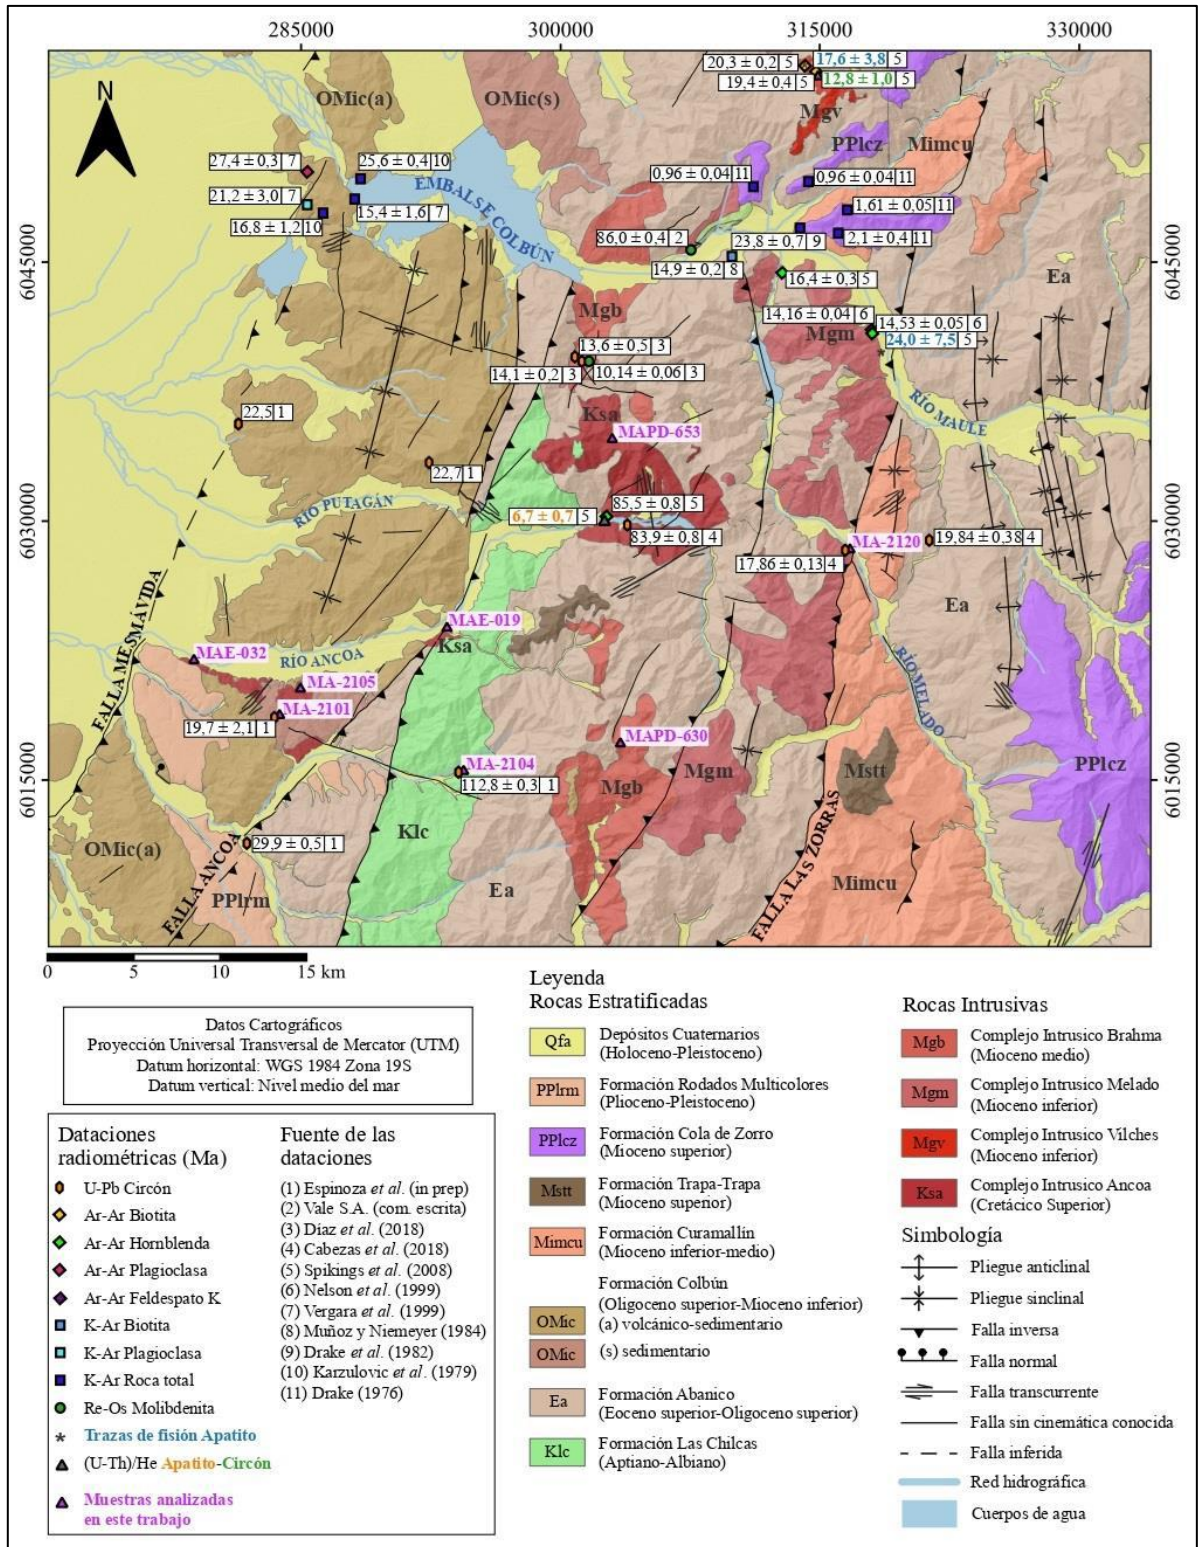 285000
300000
315000
330000
N
OMic(a)
OMic(s)
20,3 ± 0,2 5
17,6 ± 3,8 5
19,4 ± 0,4 5
12,8 ± 1,0 5
Mgv
PPlcz
Mimcu
27,4 ± 0,3 7
25,6 ± 0,4 10
EMBALSE COLBÚN
0,96 ± 0,04 11
0,96 ± 0,04 11
21,2 ± 3,0 7
15,4 ± 1,6 7
16,8 ± 1,2 10
1,61 ± 0,05 11
86,0 ± 0,4 2
23,8 ± 0,7 9
2,1 ± 0,4 11
14,9 ± 0,2 8
16,4 ± 0,3 5
Ea
6045000
6045000
Mgb
14,16 ± 0,04 6
14,53 ± 0,05 6
Mgm
24,0 ± 7,5 5
13,6 ± 0,5 3
14,1 ± 0,2 3
10,14 ± 0,06 3
RÍO MAULE
22,5 1
Ksa
MAPD-653
22,7 1
RÍO PUTAGÁN
85,5 ± 0,8 5
6,7 ± 0,7 5
83,9 ± 0,8 4
MA-2120
19,84 ± 0,38 4
17,86 ± 0,13 4
6030000
6030000
FALLA MESMÁVIDA
Ea
MAE-019
Ksa
MAE-032
RÍO ANCOA
MA-2105
MA-2101
19,7 ± 2,1 1
RÍO MELADO
MAPD-630
MA-2104
112,8 ± 0,3 1
Mgb
Mgm
Mstt
PPlcz
6015000
6015000
Klc
29,9 ± 0,5 1
OMic(a)
FALLA ANCOA
PPlrm
Ea
FALLA LAS ZORRAS
Mimcu
0 5 10 15 km
Datos Cartográficos
Proyección Universal Transversal de Mercator (UTM)
Datum horizontal: WGS 1984 Zona 19S
Datum vertical: Nivel medio del mar
Dataciones
radiométricas (Ma)
U-Pb Circón
Ar-Ar Biotita
Ar-Ar Hornblenda
Ar-Ar Plagioclasa
Ar-Ar Feldespato K
K-Ar Biotita
K-Ar Plagioclasa
K-Ar Roca total
Re-Os Molibdenita
Trazas de fisión Apatito
(U-Th)/He Apatito-Circón
Muestras analizadas
en este trabajo
Fuente de las
dataciones
(1) Espinoza et al. (in prep)
(2) Vale S.A. (com. escrita)
(3) Díaz et al. (2018)
(4) Cabezas et al. (2018)
(5) Spikings et al. (2008)
(6) Nelson et al. (1999)
(7) Vergara et al. (1999)
(8) Muñoz y Niemeyer (1984)
(9) Drake et al. (1982)
(10) Karzulovic et al. (1979)
(11) Drake (1976)
Leyenda
Rocas Estratificadas
Qfa Depósitos Cuaternarios
(Holoceno-Pleistoceno)
PPlrm Formación Rodados Multicolores
(Plioceno-Pleistoceno)
PPlcz Formación Cola de Zorro
(Mioceno superior)
Mstt Formación Trapa-Trapa
(Mioceno superior)
Mimcu Formación Curamallín
(Mioceno inferior-medio)
Formación Colbún
(Oligoceno superior-Mioceno inferior)
OMic (a) volcánico-sedimentario
OMic (s) sedimentario
Ea Formación Abanico
(Eoceno superior-Oligoceno superior)
Klc Formación Las Chilcas
(Aptiano-Albiano)
Rocas Intrusivas
Mgb Complejo Intrusico Brahma
(Mioceno medio)
Mgm Complejo Intrusico Melado
(Mioceno inferior)
Mgv Complejo Intrusico Vilches
(Mioceno inferior)
Ksa Complejo Intrusico Ancoa
(Cretácico Superior)
Simbología
Pliegue anticlinal
Pliegue sinclinal
Falla inversa
Falla normal
Falla transcurrente
Falla sin cinemática conocida
Falla inferida
Red hidrográfica
Cuerpos de agua